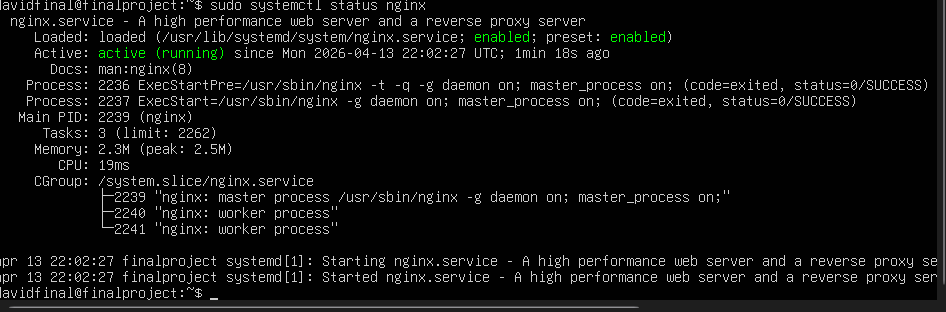 davidfinal@finalproject:~$ sudo systemctl status nginx
nginx.service - A high performance web server and a reverse proxy server
Loaded: loaded (/usr/lib/systemd/system/nginx.service; enabled; preset: enabled)
Active: active (running) since Mon 2026-04-13 22:02:27 UTC; 1min 18s ago
Docs: man:nginx(8)
Process: 2236 ExecStartPre=/usr/sbin/nginx -t -q -g daemon on; master_process on; (code=exited, status=0/SUCCESS)
Process: 2237 ExecStart=/usr/sbin/nginx -g daemon on; master_process on; (code=exited, status=0/SUCCESS)
Main PID: 2239 (nginx)
Tasks: 3 (limit: 2262)
Memory: 2.3M (peak: 2.5M)
CPU: 19ms
CGroup: /system.slice/nginx.service
├─2239 "nginx: master process /usr/sbin/nginx -g daemon on; master_process on;"
├─2240 "nginx: worker process"
└─2241 "nginx: worker process"
apr 13 22:02:27 finalproject systemd[1]: Starting nginx.service - A high performance web server and a reverse proxy se
apr 13 22:02:27 finalproject systemd[1]: Started nginx.service - A high performance web server and a reverse proxy ser
davidfinal@finalproject:~$ _